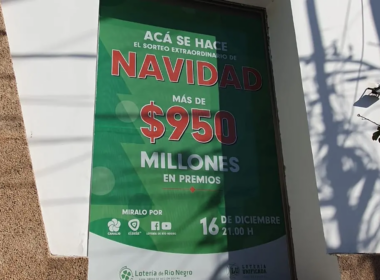 ACÁ SE HACE
EL SORTEO EXTRAORDINARIO DE
NAVIDAD
MÁS DE
$950
MILLONES
EN PREMIOS
MIRALO POR
16 DE DICIEMBRE
21:00 H
Lotería de Río Negro
LOTERIA